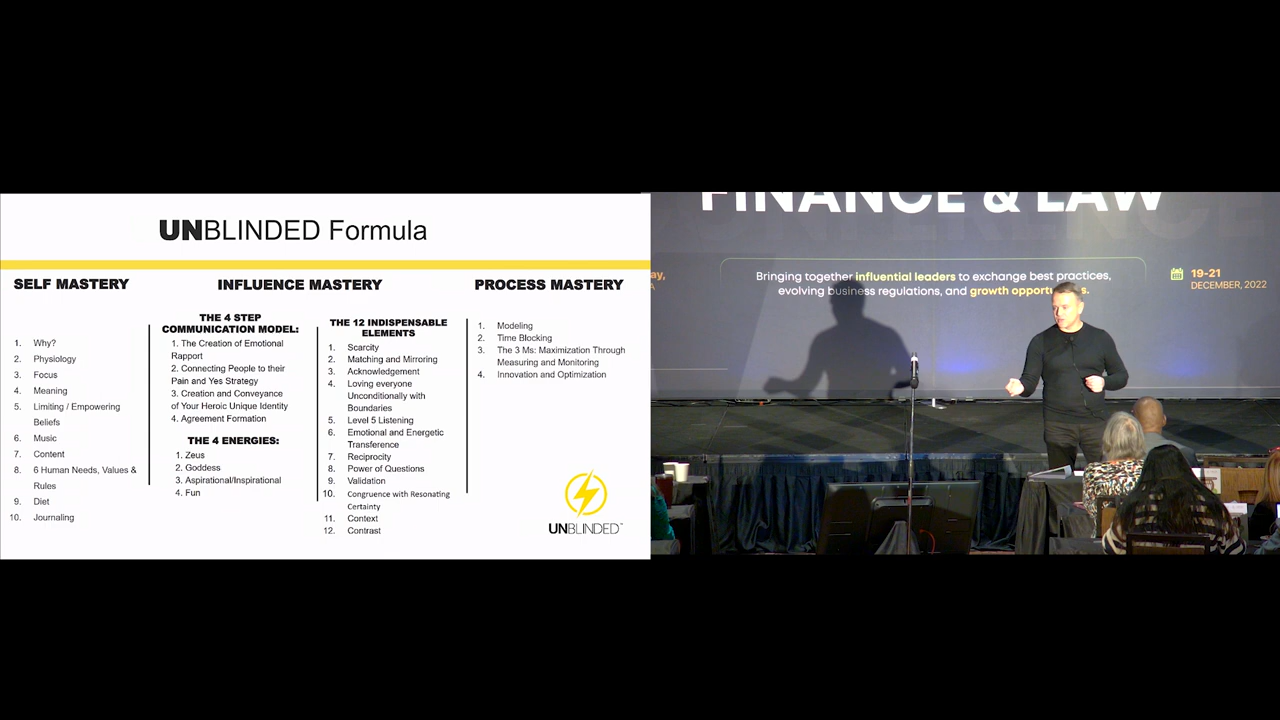 UNBLINDED Formula
SELF MASTERY
1. Why?
2. Physiology
3. Focus
4. Meaning
5. Limiting / Empowering
Beliefs
6. Music
7. Content
8. 6 Human Needs, Values &
Rules
9. Diet
10. Journaling
INFLUENCE MASTERY
THE 4 STEP
COMMUNICATION MODEL:
1. The Creation of Emotional
Rapport
2. Connecting People to their
Pain and Yes Strategy
3. Creation and Conveyance
of Your Heroic Unique Identity
4. Agreement Formation
THE 4 ENERGIES:
1. Zeus
2. Goddess
3. Aspirational/Inspirational
4. Fun
THE 12 INDISPENSABLE
ELEMENTS
1. Scarcity
2. Matching and Mirroring
3. Acknowledgement
4. Loving everyone
Unconditionally with
Boundaries
5. Level 5 Listening
6. Emotional and Energetic
Transference
7. Reciprocity
8. Power of Questions
9. Validation
10. Congruence with Resonating
Certainty
11. Context
12. Contrast
PROCESS MASTERY
1. Modeling
2. Time Blocking
3. The 3 Ms: Maximization Through
Measuring and Monitoring
4. Innovation and Optimization
UNBLINDED
FINANCE & LAW
Bringing together influential leaders to exchange best practices,
evolving business regulations, and growth opportunities.
19-21
DECEMBER, 2022